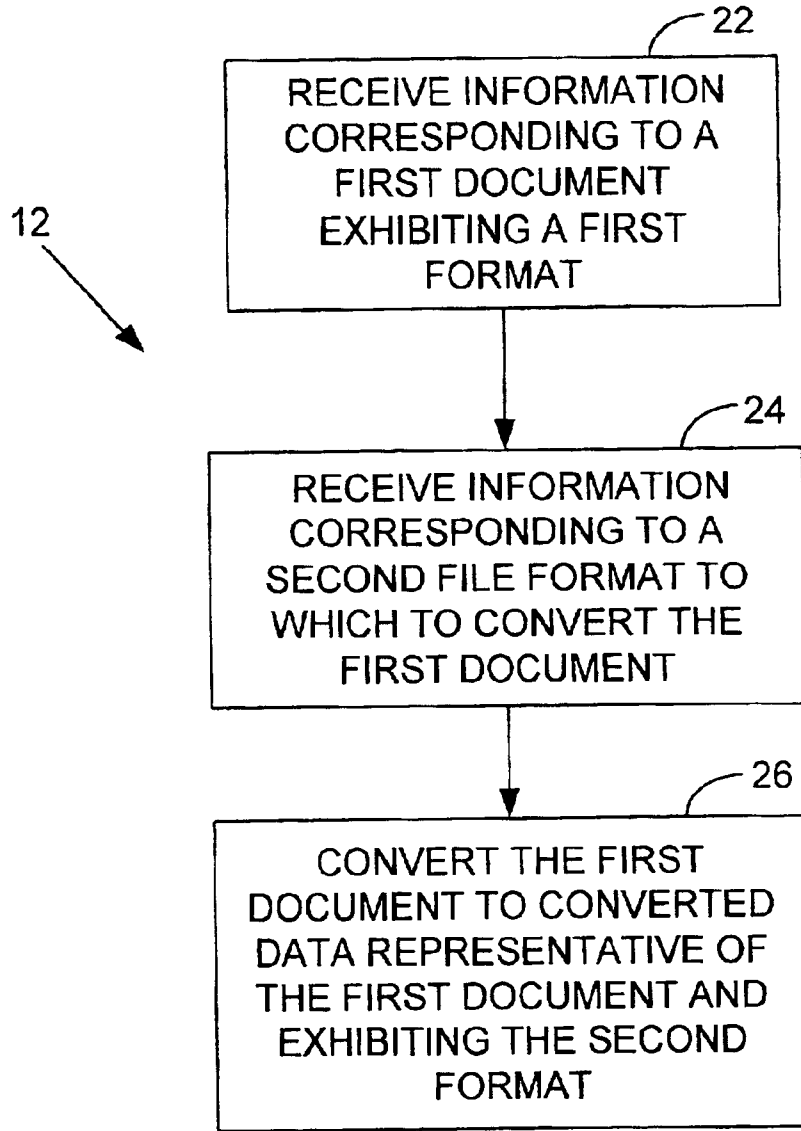 22
RECEIVE INFORMATION
CORRESPONDING TO A
FIRST DOCUMENT
EXHIBITING A FIRST
FORMAT
12
24
RECEIVE INFORMATION
CORRESPONDING TO A
SECOND FILE FORMAT TO
WHICH TO CONVERT THE
FIRST DOCUMENT
26
CONVERT THE FIRST
DOCUMENT TO CONVERTED
DATA REPRESENTATIVE OF
THE FIRST DOCUMENT AND
EXHIBITING THE SECOND
FORMAT